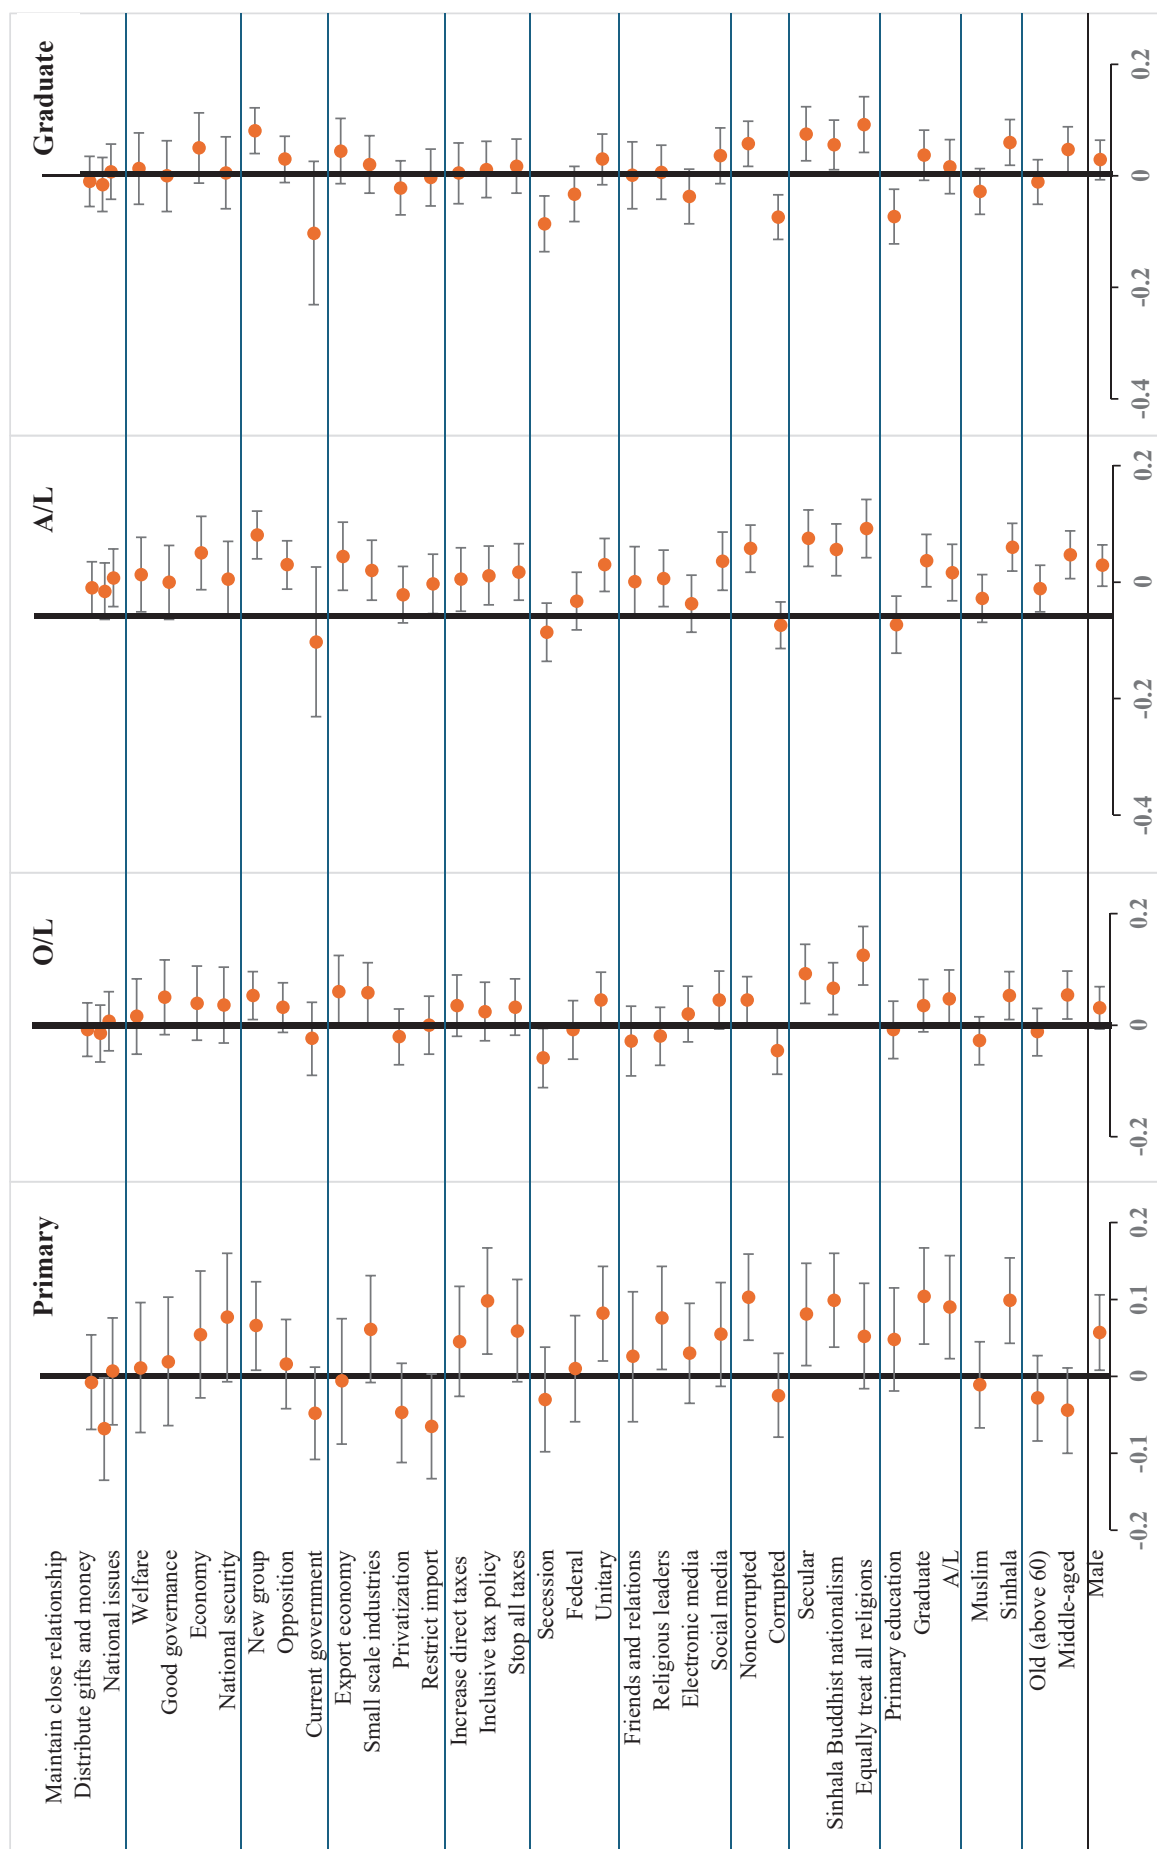 Maintain close relationship
Distribute gifts and money
National issues
Welfare
Good governance
Economy
National security
New group
Opposition
Current government
Export economy
Small scale industries
Privatization
Restrict import
Increase direct taxes
Inclusive tax policy
Stop all taxes
Secession
Federal
Unitary
Friends and relations
Religious leaders
Electronic media
Social media
Noncorrupted
Corrupted
Secular
Sinhala Buddhist nationalism
Equally treat all religions
Primary education
Graduate
A/L
Muslim
Sinhala
Old (above 60)
Middle-aged
Male
Primary
-0.2
-0.1
0
0.1
0.2
O/L
-0.2
0
0.2
A/L
-0.4
-0.2
0
0.2
Graduate
-0.4
-0.2
0
0.2